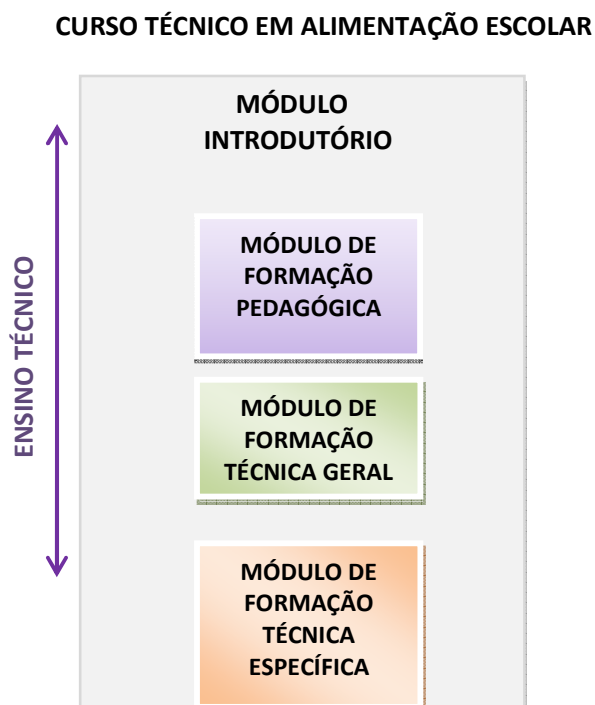 CURSO TÉCNICO EM ALIMENTAÇÃO ESCOLAR
MÓDULO
INTRODUTÓRIO
ENSINO TÉCNICO
MÓDULO DE
FORMAÇÃO
PEDAGÓGICA
MÓDULO DE
FORMAÇÃO
TÉCNICA GERAL
MÓDULO DE
FORMAÇÃO
TÉCNICA
ESPECÍFICA